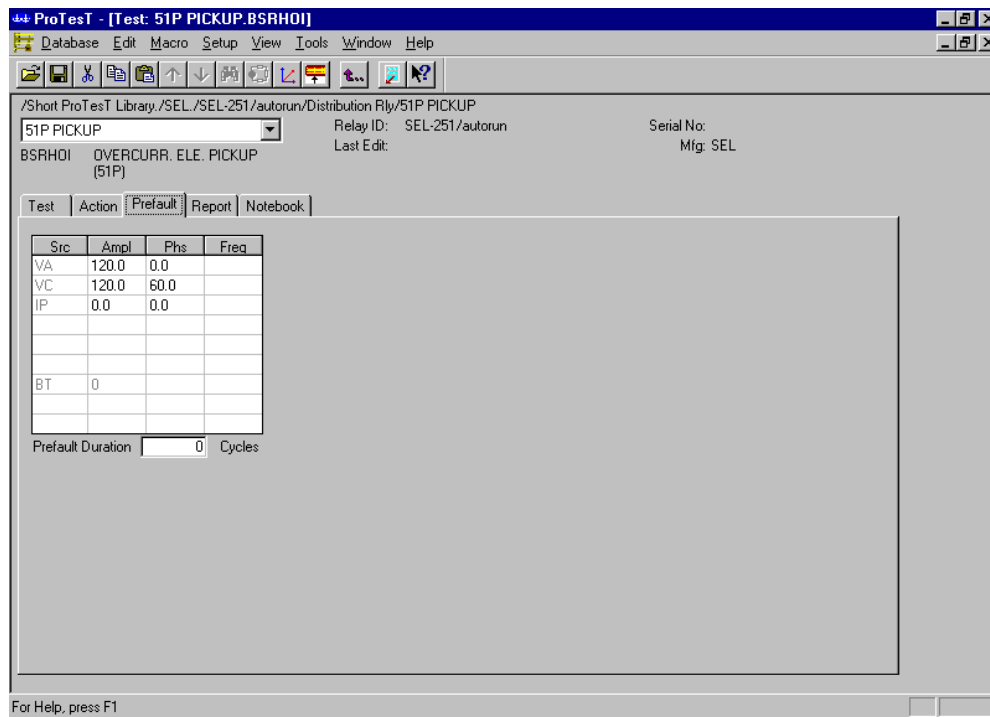 ProTesT - [Test: 51P PICKUP.BSRHOI]
Database Edit Macro Setup View Tools Window Help
/Short ProTesT Library./SEL./SEL-251/autorun/Distribution Rly/51P PICKUP
51P PICKUP Relay ID: SEL-251/autorun Serial No:
Last Edit: Mfg: SEL
BSRHOI OVERCURR. ELE. PICKUP
(51P)
Test Action Prefault Report Notebook
Src Ampl Phs Freq
VA 120.0 0.0
VC 120.0 60.0
IP 0.0 0.0
BT 0
Prefault Duration 0 Cycles
For Help, press F1